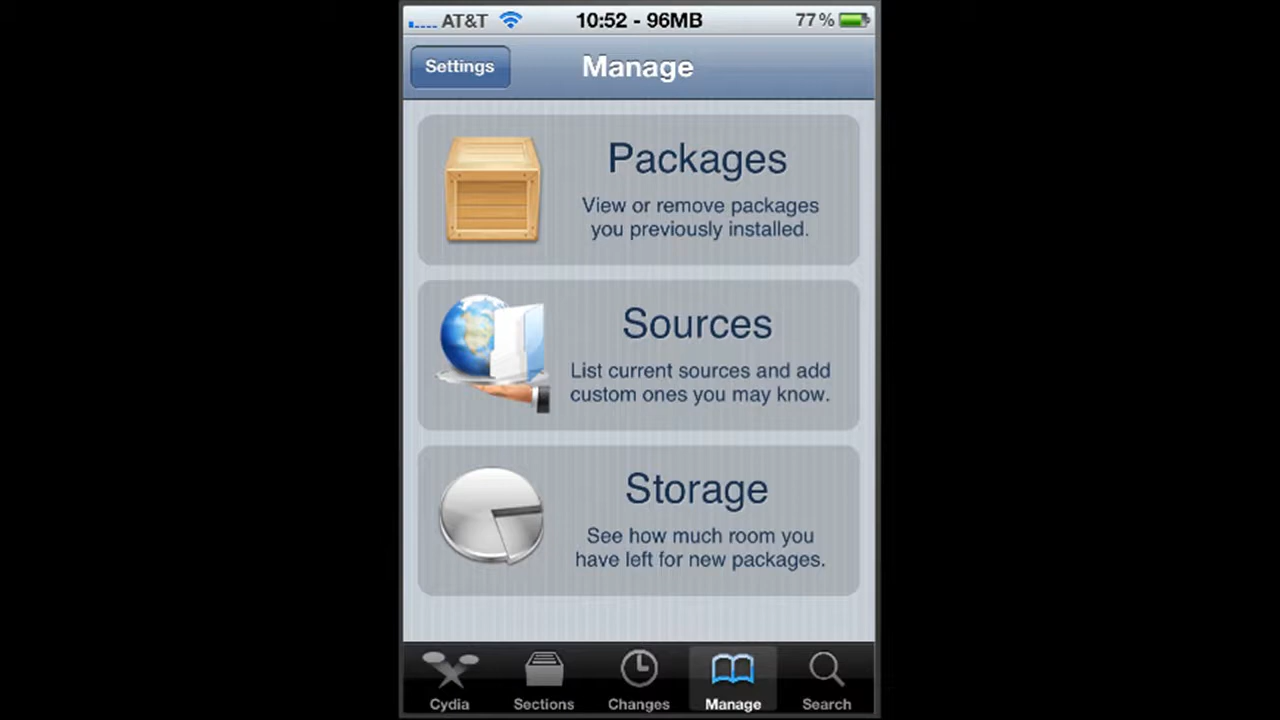 AT&T 10:52 - 96MB 77%
Settings Manage
Packages
View or remove packages
you previously installed.
Sources
List current sources and add
custom ones you may know.
Storage
See how much room you
have left for new packages.
Cydia Sections Changes Manage Search